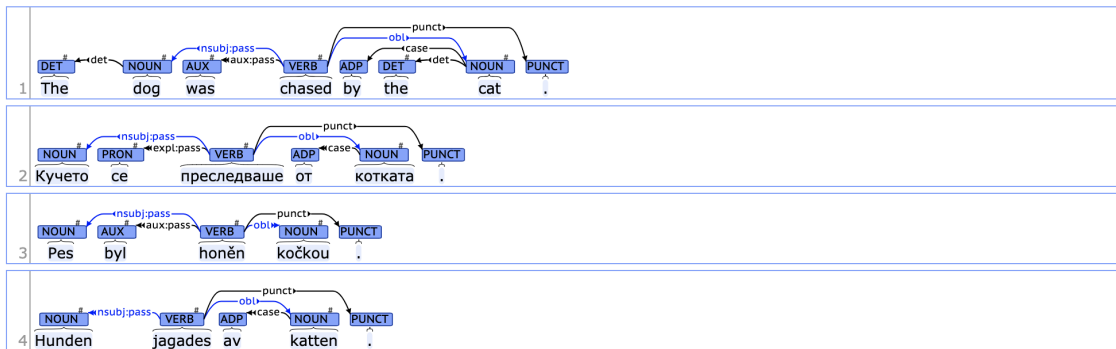 punct
obl
nsubj:pass case
det aux:pass det
DET# NOUN# AUX# VERB# ADP DET# NOUN# PUNCT
1 The dog was chased by the cat .
punct
nsubj:pass obl
expl:pass case
NOUN# PRON# VERB# ADP NOUN# PUNCT
2 Кучето се преследваше от котката .
nsubj:pass punct
aux:pass obl
NOUN# AUX# VERB# NOUN# PUNCT
3 Pes byl honěn kočkou .
punct
obl
nsubj:pass case
NOUN# VERB# ADP NOUN# PUNCT
4 Hunden jagades av katten .